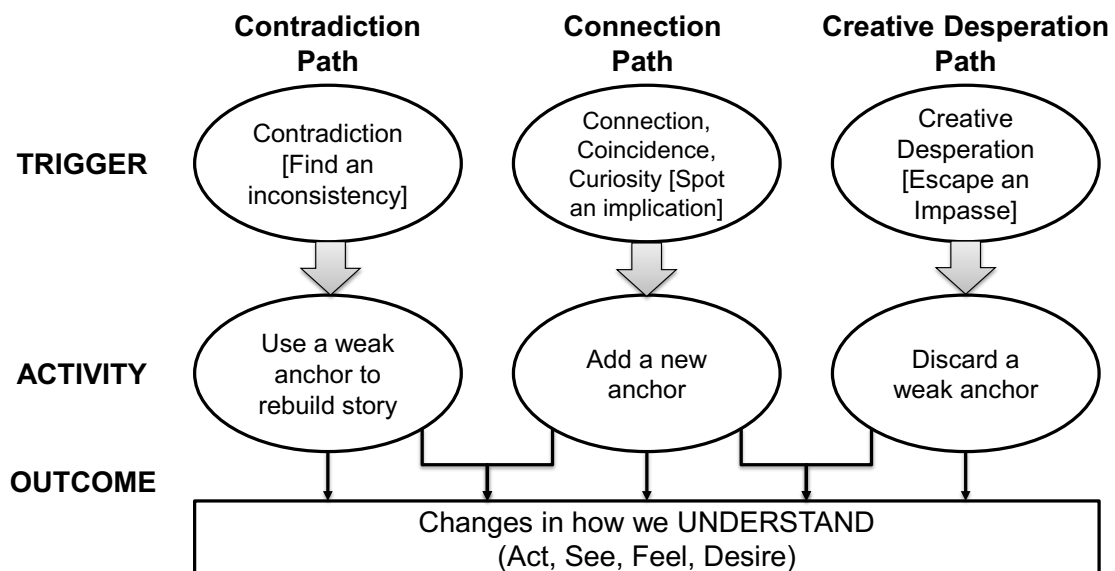 Contradiction
Path
Connection
Path
Creative Desperation
Path
TRIGGER
Contradiction
[Find an
inconsistency]
Connection,
Coincidence,
Curiosity [Spot
an implication]
Creative
Desperation
[Escape an
Impasse]
ACTIVITY
Use a weak
anchor to
rebuild story
Add a new
anchor
Discard a
weak anchor
OUTCOME
Changes in how we UNDERSTAND
(Act, See, Feel, Desire)